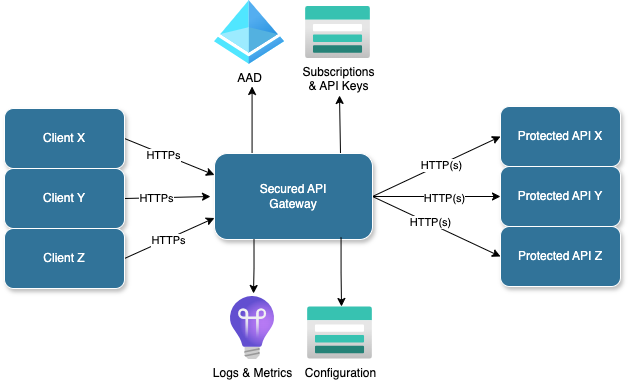 AAD
Subscriptions
& API Keys
Client X
Client Y
Client Z
HTTPs
HTTPs
HTTPs
Secured API
Gateway
HTTP(s)
HTTP(s)
HTTP(s)
Protected API X
Protected API Y
Protected API Z
Logs & Metrics
Configuration